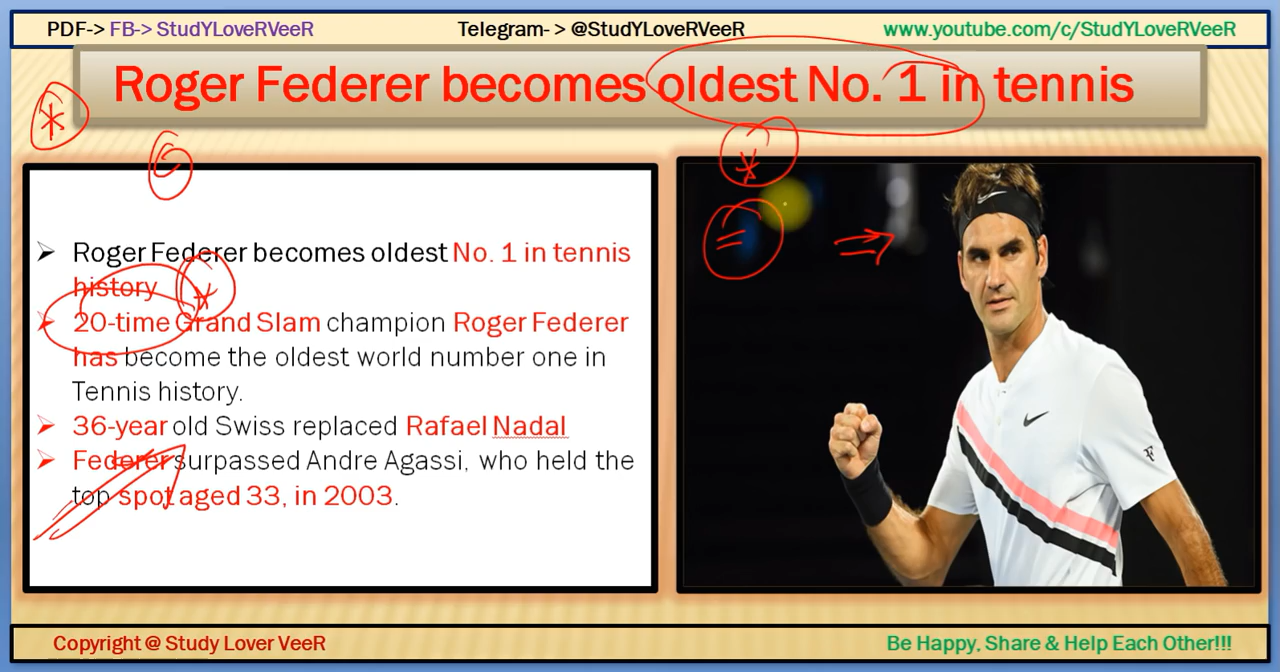 PDF-> FB-> StudYLoveRVeeR Telegram- > @StudYLoveRVeeR www.youtube.com/c/StudYLoveRVeeR
Roger Federer becomes oldest No. 1 in tennis
Roger Federer becomes oldest No. 1 in tennis
history
20-time Grand Slam champion Roger Federer
has become the oldest world number one in
Tennis history.
36-year old Swiss replaced Rafael Nadal
Federer surpassed Andre Agassi, who held the
top spot aged 33, in 2003.
Copyright @ Study Lover VeeR Be Happy, Share & Help Each Other!!!